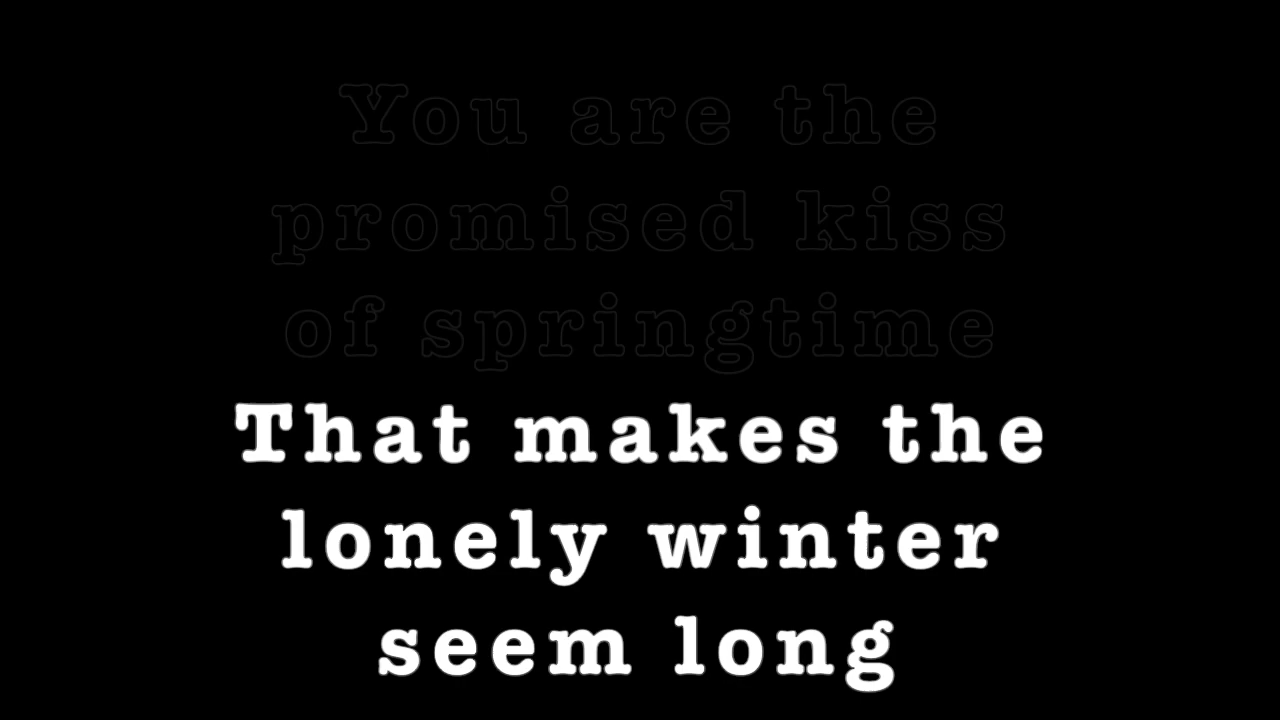 You are the
promised kiss
of springtime
That makes the
lonely winter
seem long